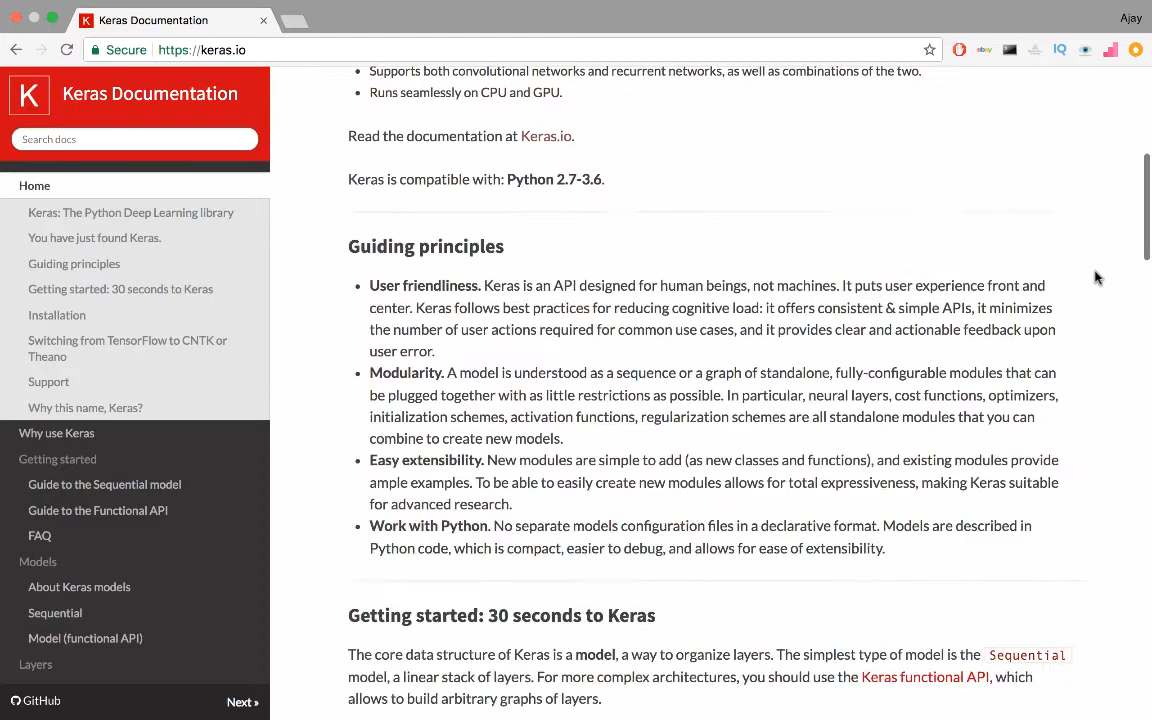 Keras Documentation
Ajay
Secure
https://keras.io
IQ
ebay
K Keras Documentation
Search docs
Home
Keras: The Python Deep Learning library
You have just found Keras.
Guiding principles
Getting started: 30 seconds to Keras
Installation
Switching from TensorFlow to CNTK or
Theano
Support
Why this name, Keras?
Why use Keras
Getting started
Guide to the Sequential model
Guide to the Functional API
FAQ
Models
About Keras models
Sequential
Model (functional API)
Layers
GitHub
Next »
• Supports both convolutional networks and recurrent networks, as well as combinations of the two.
• Runs seamlessly on CPU and GPU.
Read the documentation at Keras.io.
Keras is compatible with: Python 2.7-3.6.
Guiding principles
• User friendliness. Keras is an API designed for human beings, not machines. It puts user experience front and
center. Keras follows best practices for reducing cognitive load: it offers consistent & simple APIs, it minimizes
the number of user actions required for common use cases, and it provides clear and actionable feedback upon
user error.
• Modularity. A model is understood as a sequence or a graph of standalone, fully-configurable modules that can
be plugged together with as little restrictions as possible. In particular, neural layers, cost functions, optimizers,
initialization schemes, activation functions, regularization schemes are all standalone modules that you can
combine to create new models.
• Easy extensibility. New modules are simple to add (as new classes and functions), and existing modules provide
ample examples. To be able to easily create new modules allows for total expressiveness, making Keras suitable
for advanced research.
• Work with Python. No separate models configuration files in a declarative format. Models are described in
Python code, which is compact, easier to debug, and allows for ease of extensibility.
Getting started: 30 seconds to Keras
The core data structure of Keras is a model, a way to organize layers. The simplest type of model is the Sequential
model, a linear stack of layers. For more complex architectures, you should use the Keras functional API, which
allows to build arbitrary graphs of layers.